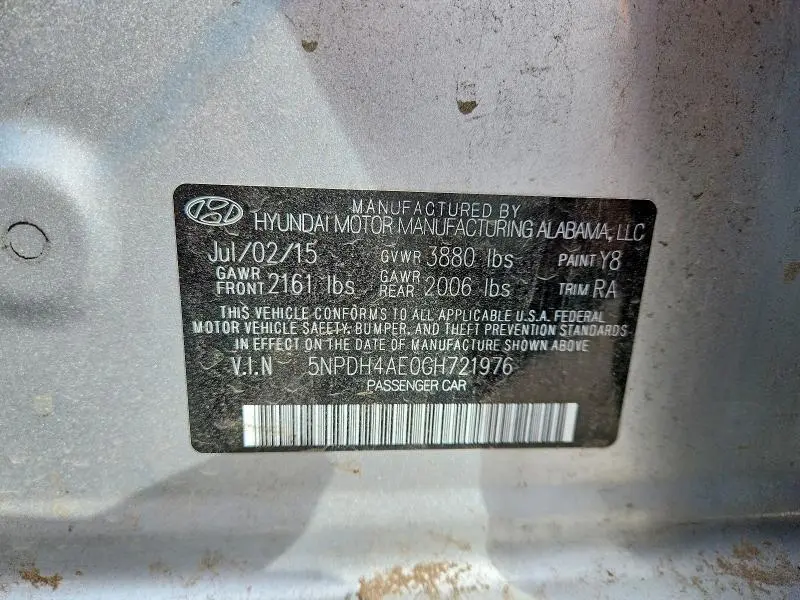 MANUFACTURED BY
HYUNDAI MOTOR MANUFACTURING ALABAMA, LLC
Jul/02/15 GVWR 3880 lbs PAINT Y8
GAWR FRONT 2161 lbs GAWR REAR 2006 lbs TRIM RA
THIS VEHICLE CONFORMS TO ALL APPLICABLE U.S.A. FEDERAL
MOTOR VEHICLE SAFETY, BUMPER, AND THEFT PREVENTION STANDARDS
IN EFFECT ON THE DATE OF MANUFACTURE SHOWN ABOVE
V.I.N 5NPDH4AE0GH721976
PASSENGER CAR